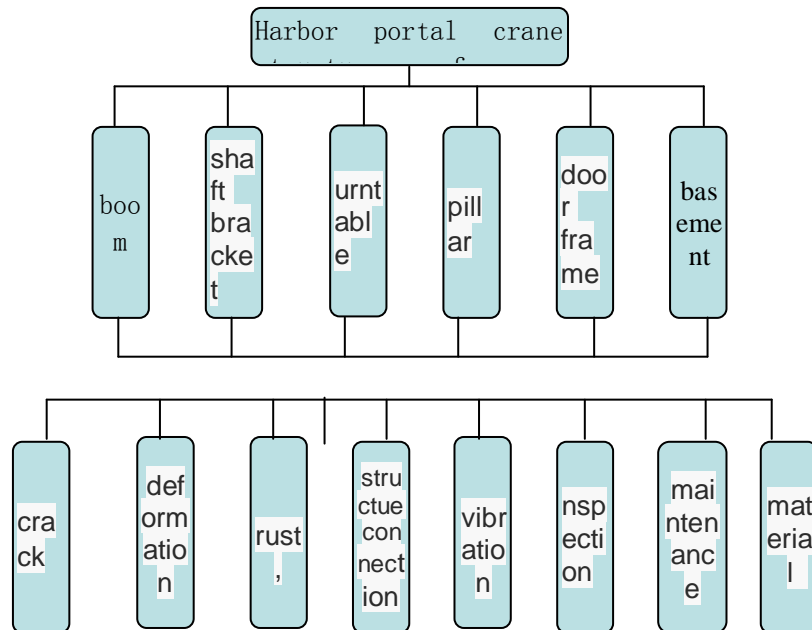 Harbor portal crane
boo
m
sha
ft
bra
cke
t
urnt
abl
e
pill
ar
doo
r
fra
me
bas
eme
nt
cra
ck
def
orm
atio
n
rust
,
stru
ctue
con
nect
ion
vibr
atio
n
nsp
ecti
on
mai
nten
anc
e
mat
eria
l